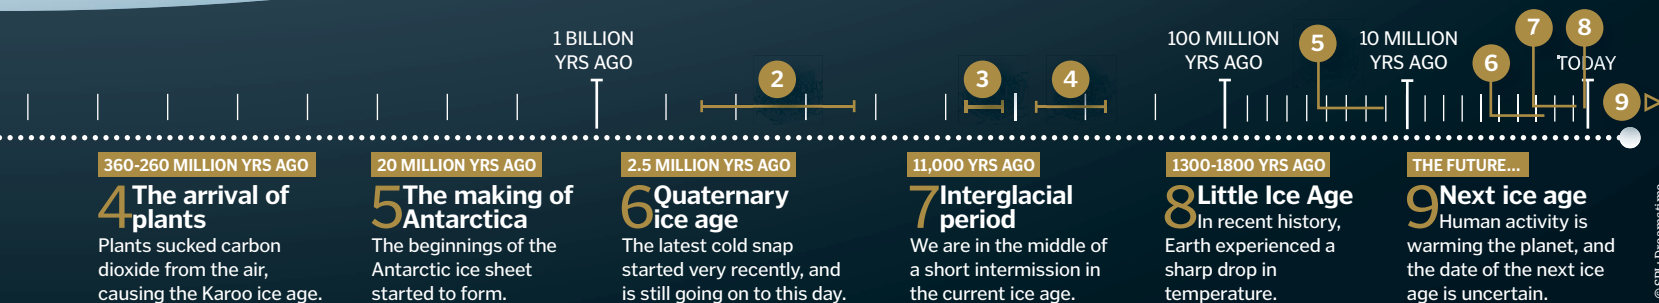 1 BILLION
YRS AGO
100 MILLION
YRS AGO
10 MILLION
YRS AGO
TODAY
2
3
4
5
6
7
8
9
360-260 MILLION YRS AGO
4 The arrival of
plants
Plants sucked carbon
dioxide from the air,
causing the Karoo ice age.
20 MILLION YRS AGO
5 The making of
Antarctica
The beginnings of the
Antarctic ice sheet
started to form.
2.5 MILLION YRS AGO
6 Quaternary
ice age
The latest cold snap
started very recently, and
is still going on to this day.
11,000 YRS AGO
7 Interglacial
period
We are in the middle of
a short intermission in
the current ice age.
1300-1800 YRS AGO
8 Little Ice Age
In recent history,
Earth experienced a
sharp drop in
temperature.
THE FUTURE...
9 Next ice age
Human activity is
warming the planet, and
the date of the next ice
age is uncertain.